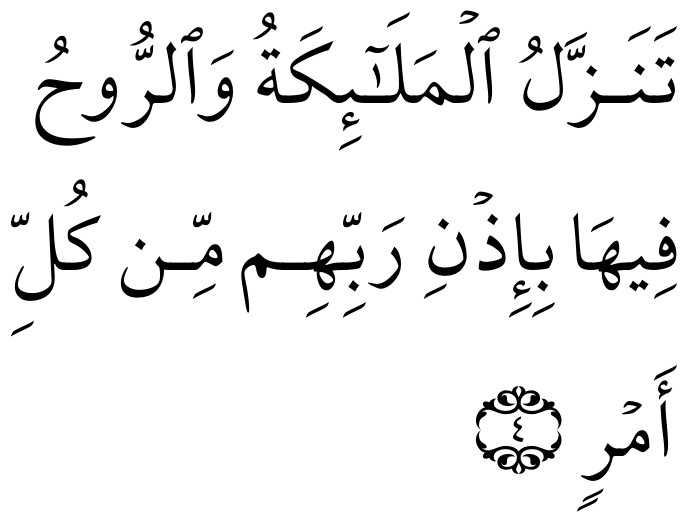 تَنَزَّلُ ٱلْمَلَـٰٓئِكَةُ وَٱلرُّوحُ
فِيهَا بِإِذْنِ رَبِّهِم مِّن كُلِّ
أَمْرٍ ٤